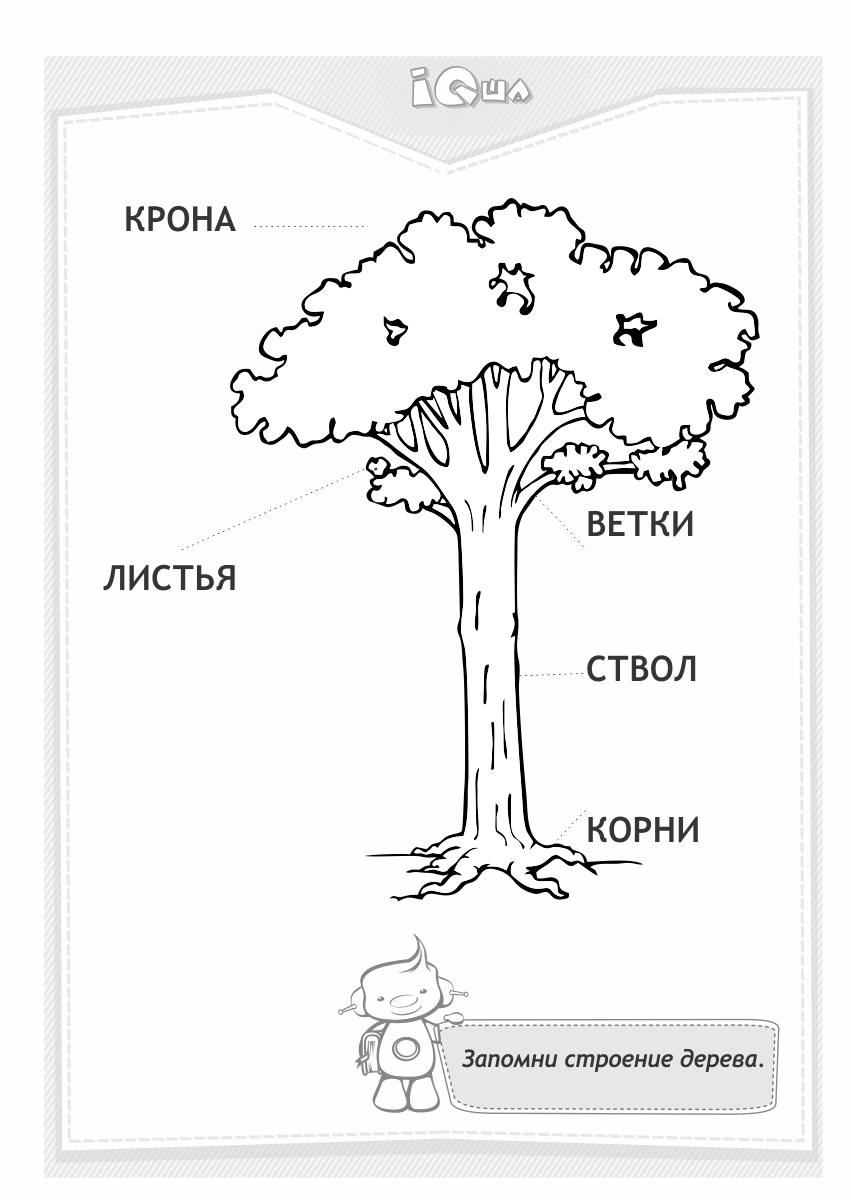 iQша
КРОНА
ВЕТКИ
ЛИСТЬЯ
СТВОЛ
КОРНИ
Запомни строение дерева.